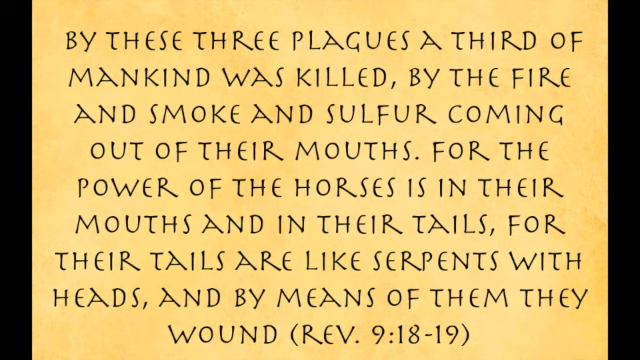 BY THESE THREE PLAGUES A THIRD OF
MANKIND WAS KILLED, BY THE FIRE
AND SMOKE AND SULFUR COMING
OUT OF THEIR MOUTHS. FOR THE
POWER OF THE HORSES IS IN THEIR
MOUTHS AND IN THEIR TAILS, FOR
THEIR TAILS ARE LIKE SERPENTS WITH
HEADS, AND BY MEANS OF THEM THEY
WOUND (REV. 9:18-19)